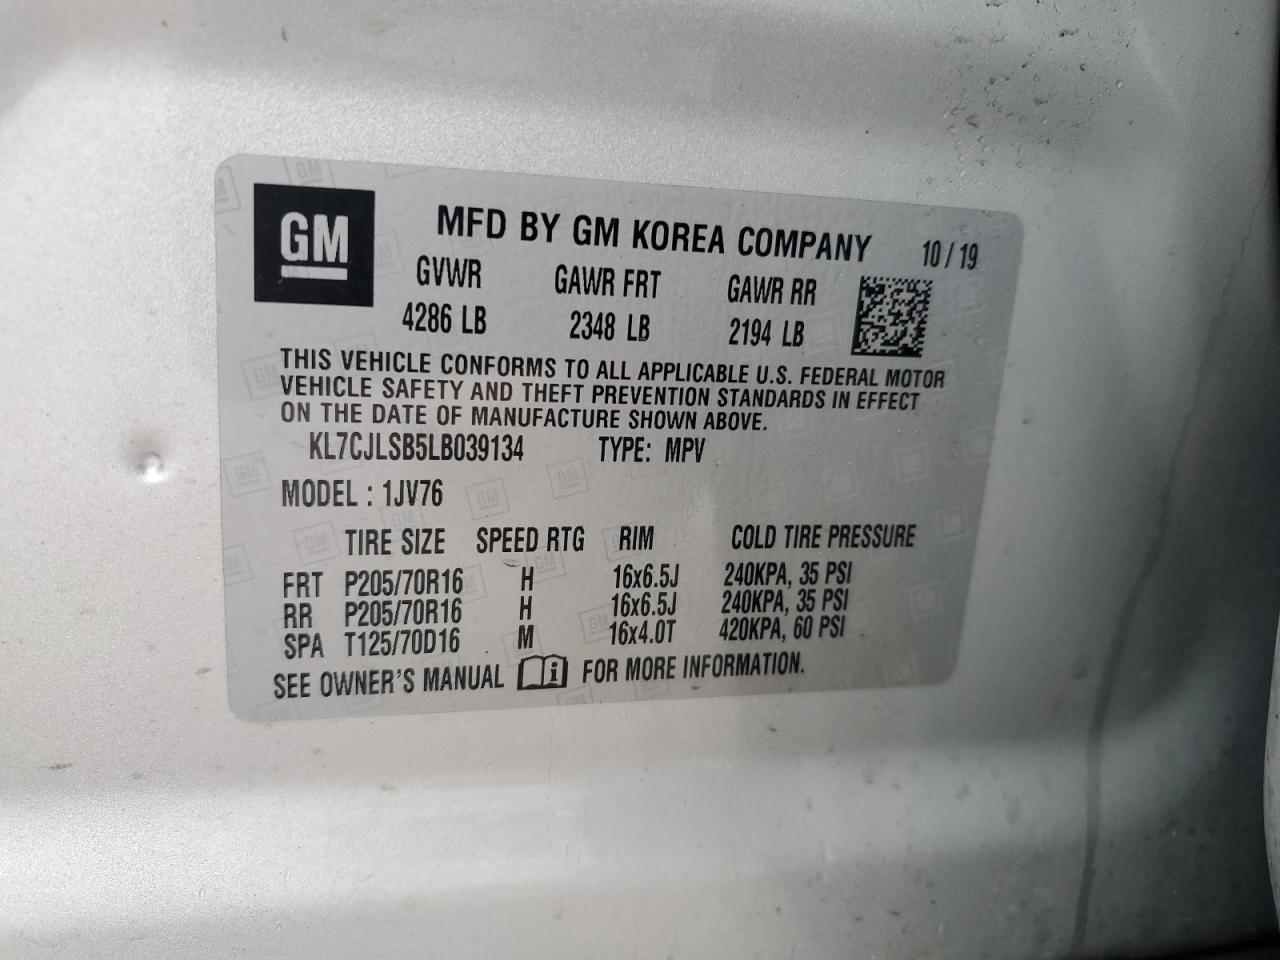 GM
MFD BY GM KOREA COMPANY 10 / 19
GVWR GAWR FRT GAWR RR
4286 LB 2348 LB 2194 LB
THIS VEHICLE CONFORMS TO ALL APPLICABLE U.S. FEDERAL MOTOR
VEHICLE SAFETY AND THEFT PREVENTION STANDARDS IN EFFECT
ON THE DATE OF MANUFACTURE SHOWN ABOVE.
KL7CJLSB5LB039134 TYPE: MPV
MODEL : 1JV76
TIRE SIZE SPEED RTG RIM COLD TIRE PRESSURE
FRT P205/70R16 H 16x6.5J 240KPA, 35 PSI
RR P205/70R16 H 16x6.5J 240KPA, 35 PSI
SPA T125/70D16 M 16x4.0T 420KPA, 60 PSI
SEE OWNER'S MANUAL i FOR MORE INFORMATION.